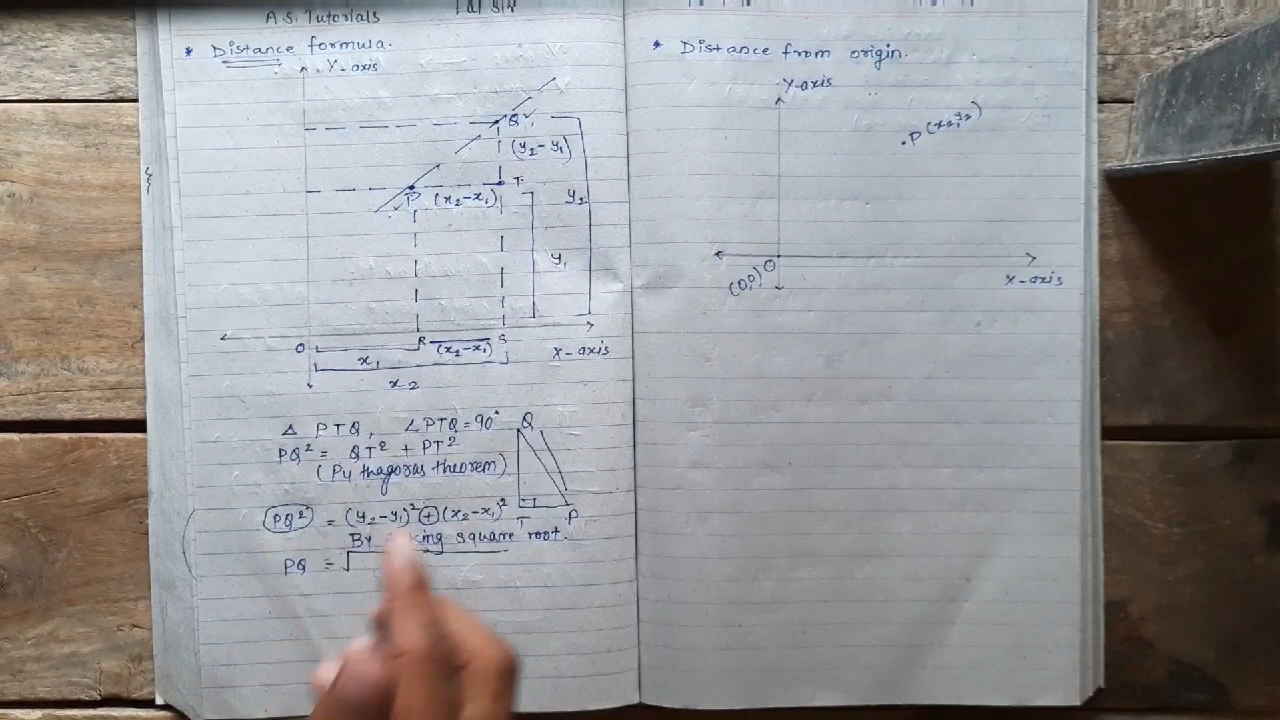 A.S. Tutorials
* Distance formula.
Y-axis
Q
(y₂-y₁)
P
(x₂-x₁)
T
y₂
y₁
O
R
(x₂-x₁)
S
x₁
X-axis
x₂
△ PTQ, ∠PTQ=90°
PQ² = QT² + PT²
(Pythagoras theorem)
Q
T
P
PQ² = (y₂-y₁)² + (x₂-x₁)²
By square root.
PQ = √
* Distance from origin.
Y-axis
.P(x₂,y₂)
O
(0,0)
X-axis